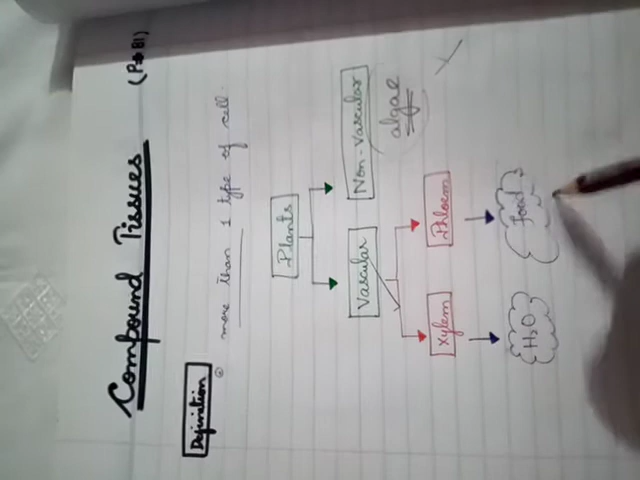 Compound Tissues (P→81)
Definition
more than 1 type of cell.
Plants
Vascular Non-Vascular
algae
Xylem Phloem
H₂O Food